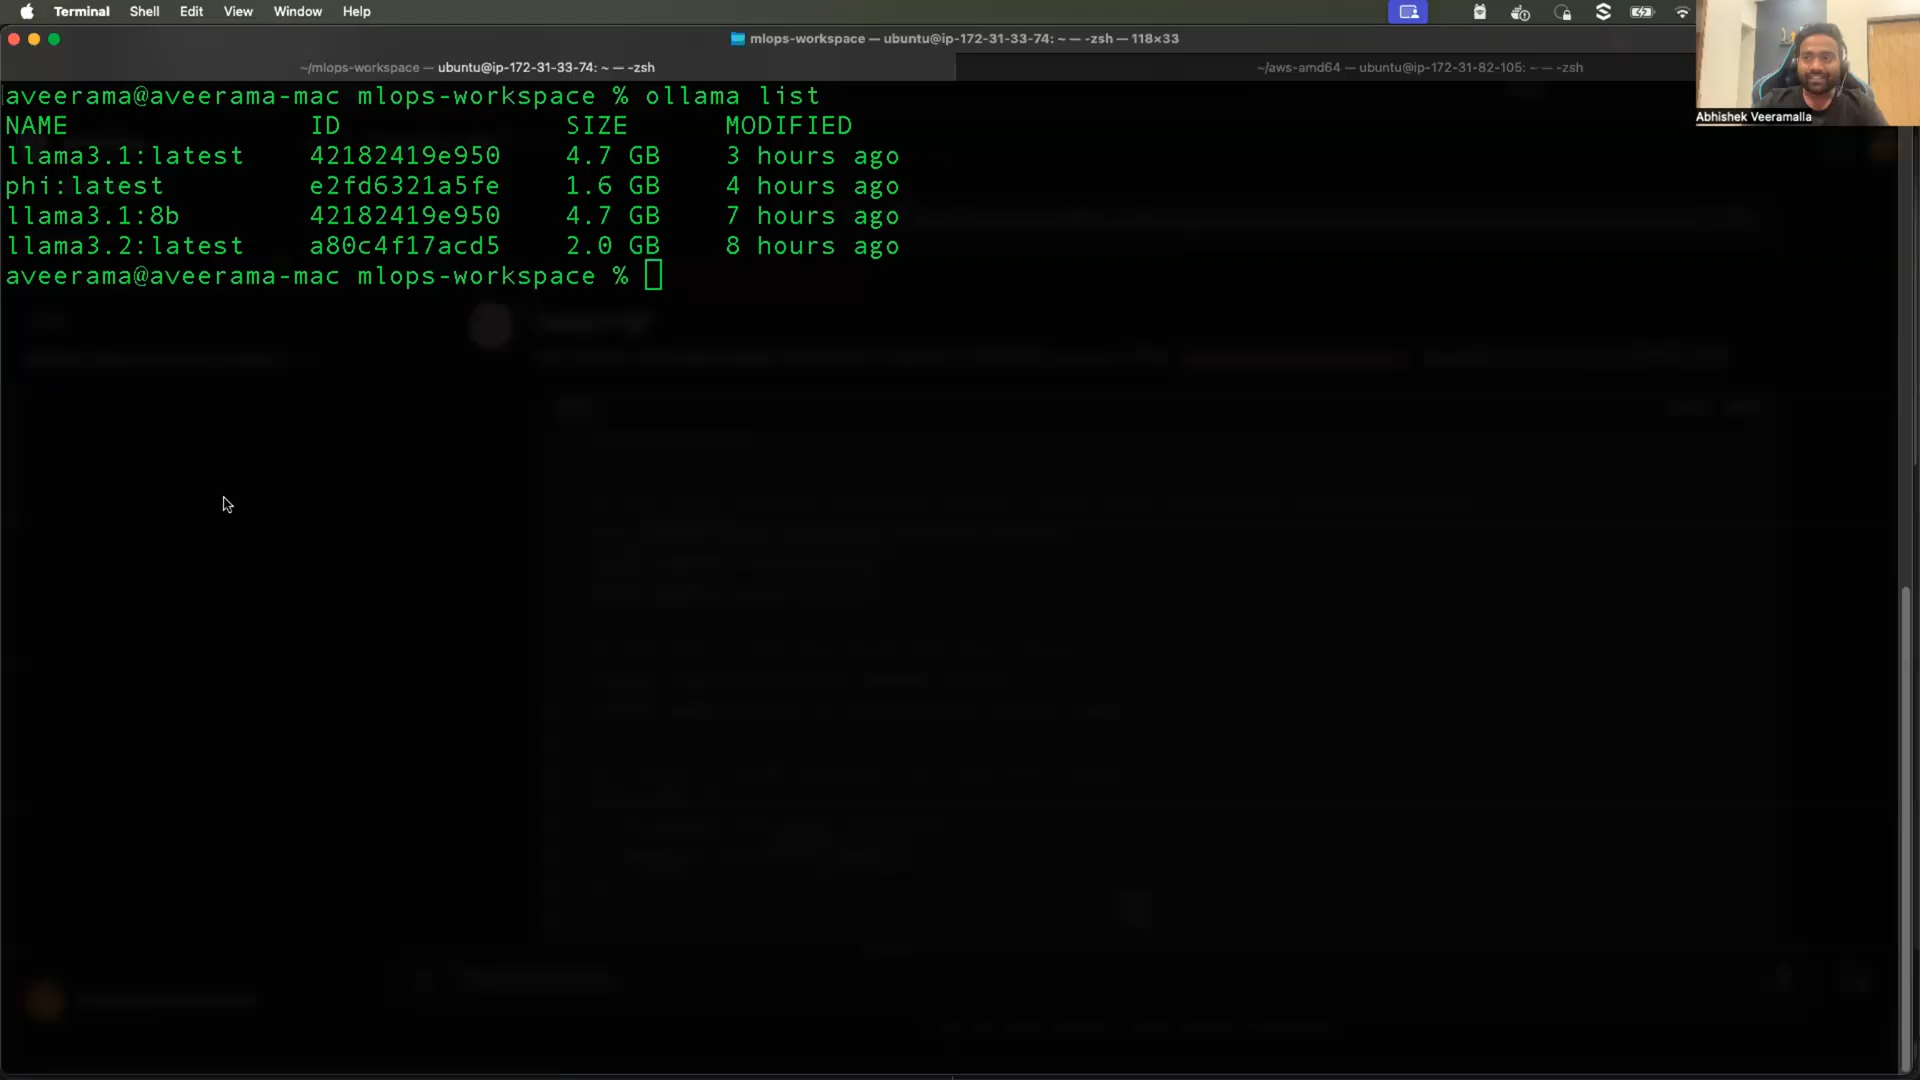 Terminal Shell Edit View Window Help
mlops-workspace — ubuntu@ip-172-31-33-74: ~ — -zsh — 118×33
~/mlops-workspace — ubuntu@ip-172-31-33-74: ~ — -zsh
~/aws-amd64 — ubuntu@ip-172-31-82-105: ~ — -zsh
Abhishek Veeramalla
aveerama@aveerama-mac mlops-workspace % ollama list
NAME ID SIZE MODIFIED
llama3.1:latest 42182419e950 4.7 GB 3 hours ago
phi:latest e2fd6321a5fe 1.6 GB 4 hours ago
llama3.1:8b 42182419e950 4.7 GB 7 hours ago
llama3.2:latest a80c4f17acd5 2.0 GB 8 hours ago
aveerama@aveerama-mac mlops-workspace %